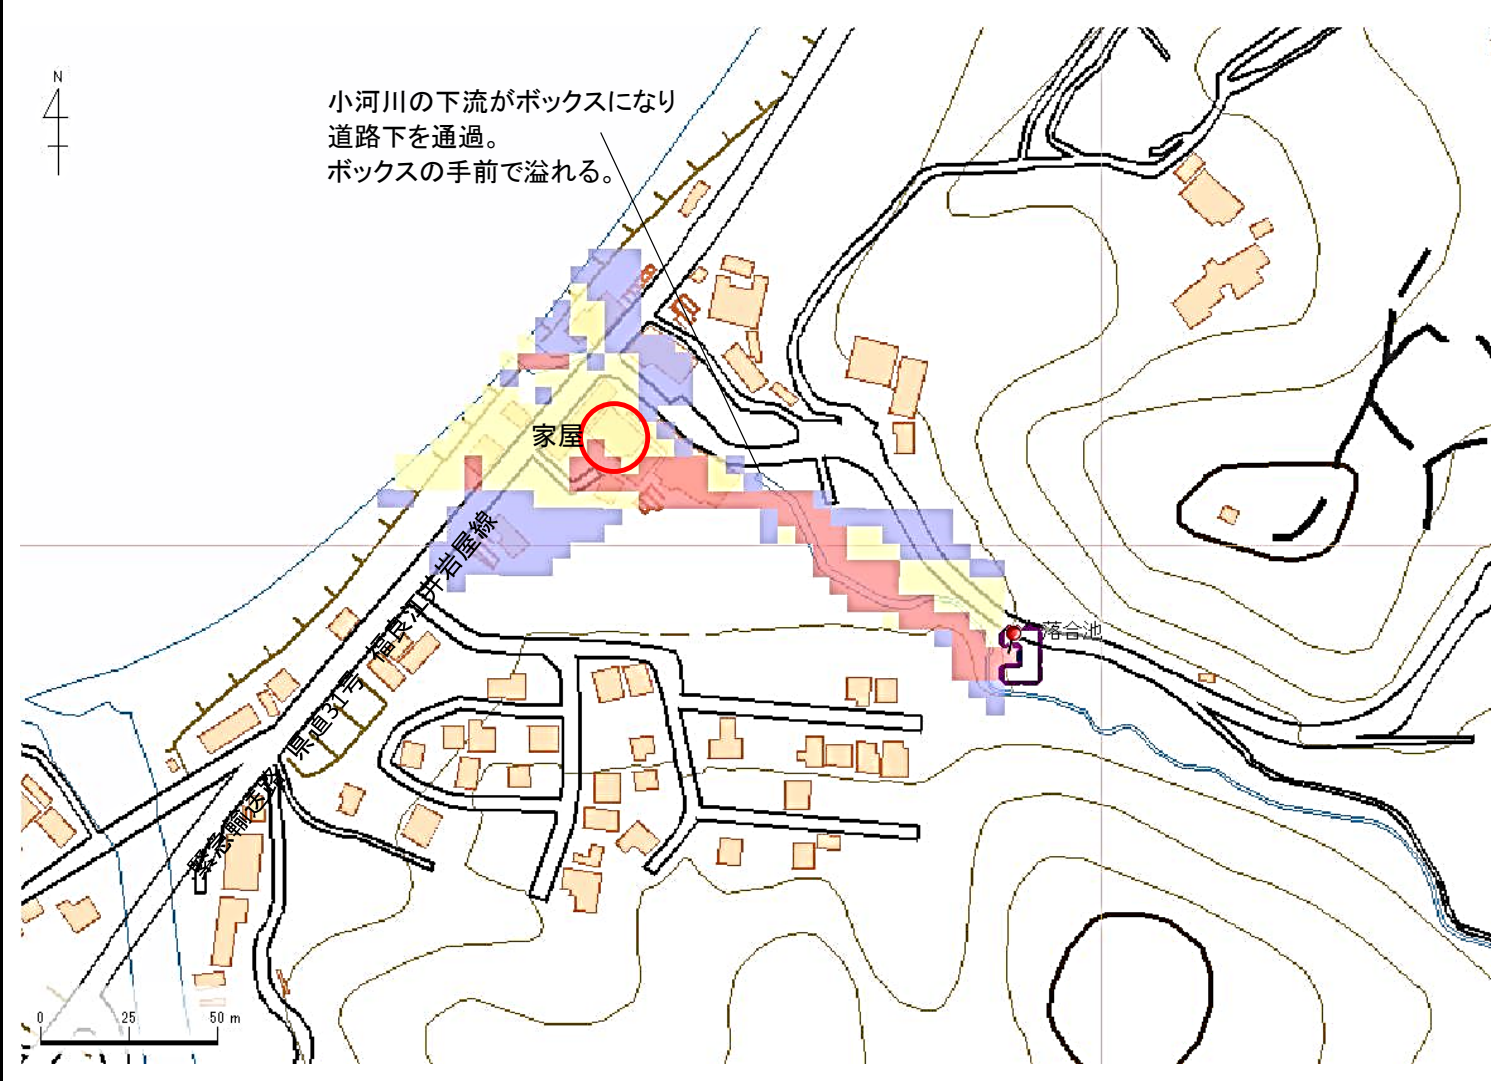 N
小河川の下流がボックスになり
道路下を通過。
ボックスの手前で溢れる。
家屋
落合池
緊急輸送路 県道31号 福良江井岩屋線
0 25 50 m